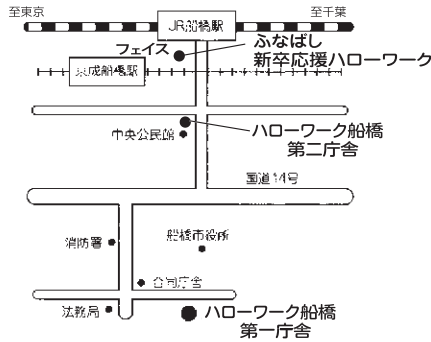 至東京
JR船橋駅
至千葉
フェイス
ふなばし
新卒応援ハローワーク
京成船橋駅
中央公民館
ハローワーク船橋
第二庁舎
国道14号
消防署
船橋市役所
合同庁舎
法務局
ハローワーク船橋
第一庁舎